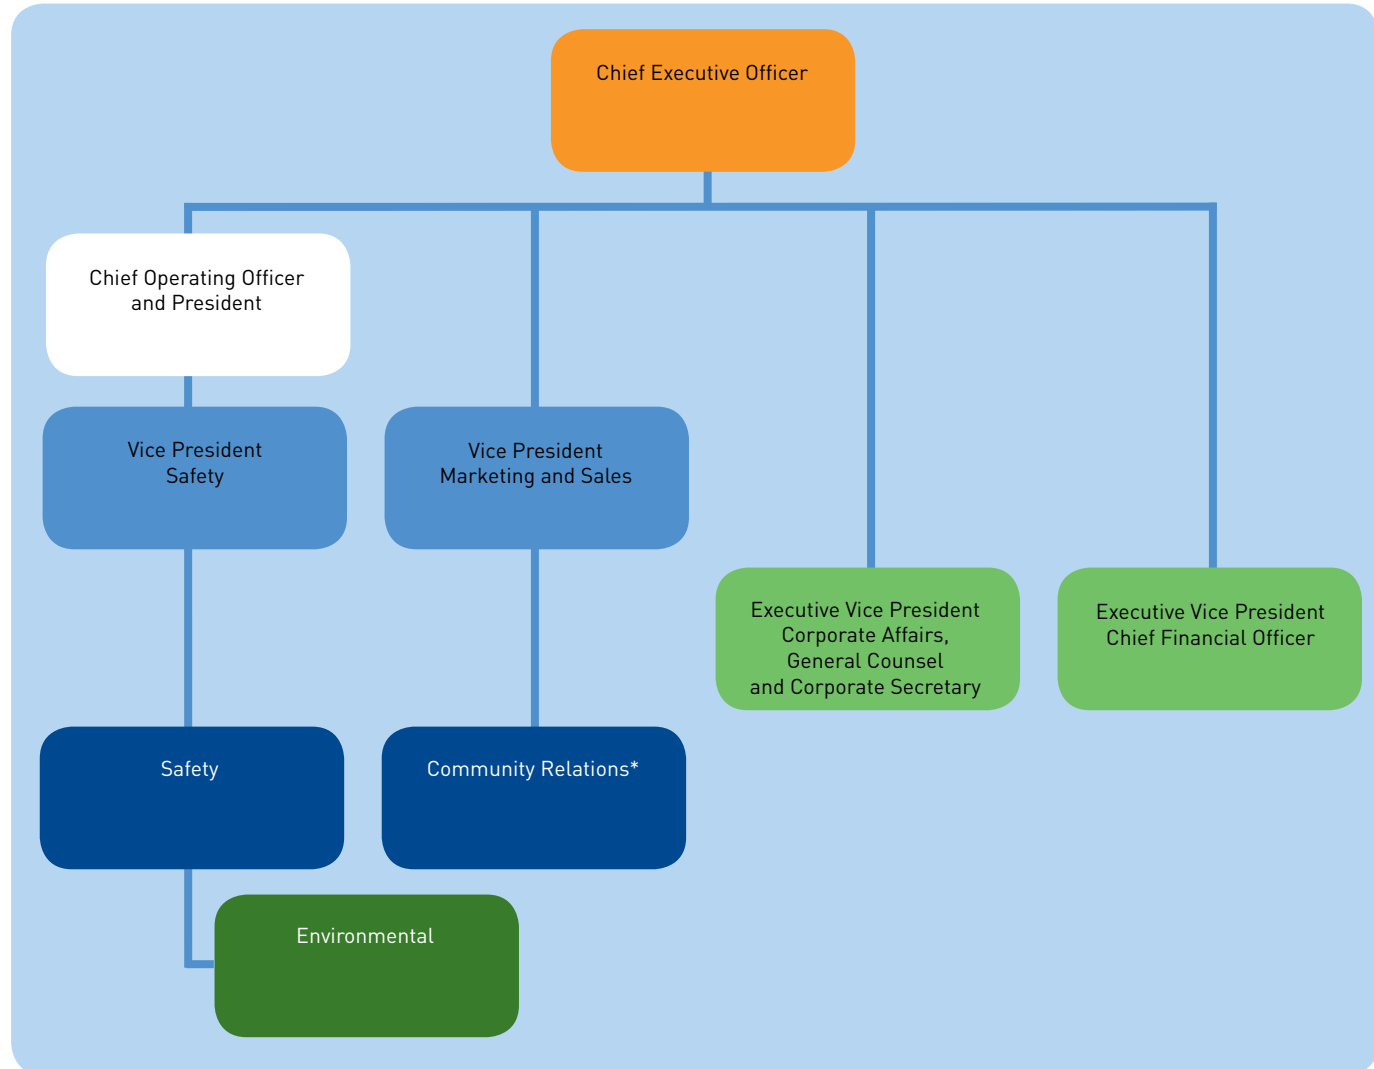 Chief Executive Officer
Chief Operating Officer
and President
Vice President
Safety
Vice President
Marketing and Sales
Executive Vice President
Corporate Affairs,
General Counsel
and Corporate Secretary
Executive Vice President
Chief Financial Officer
Safety
Community Relations*
Environmental